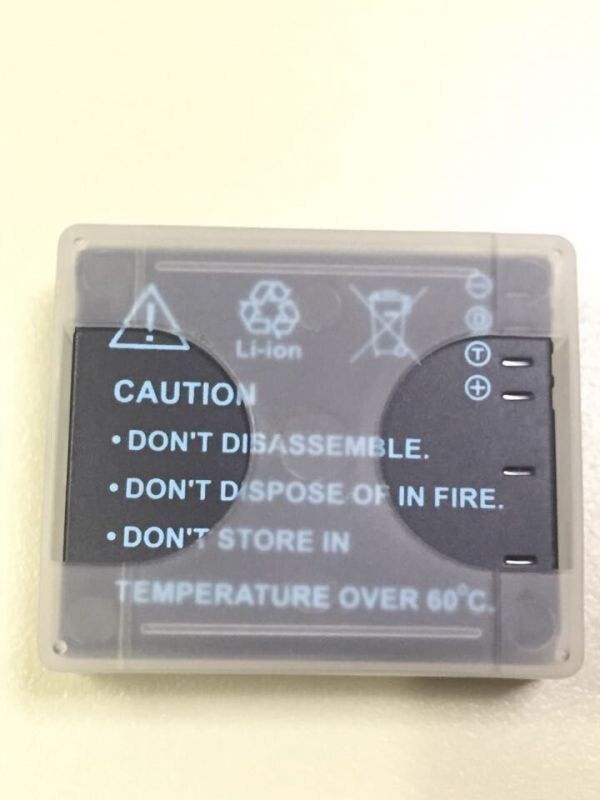 Li-ion
T
+
CAUTION
• DON'T DISASSEMBLE.
• DON'T DISPOSE OF IN FIRE.
• DON'T STORE IN
TEMPERATURE OVER 60°C.